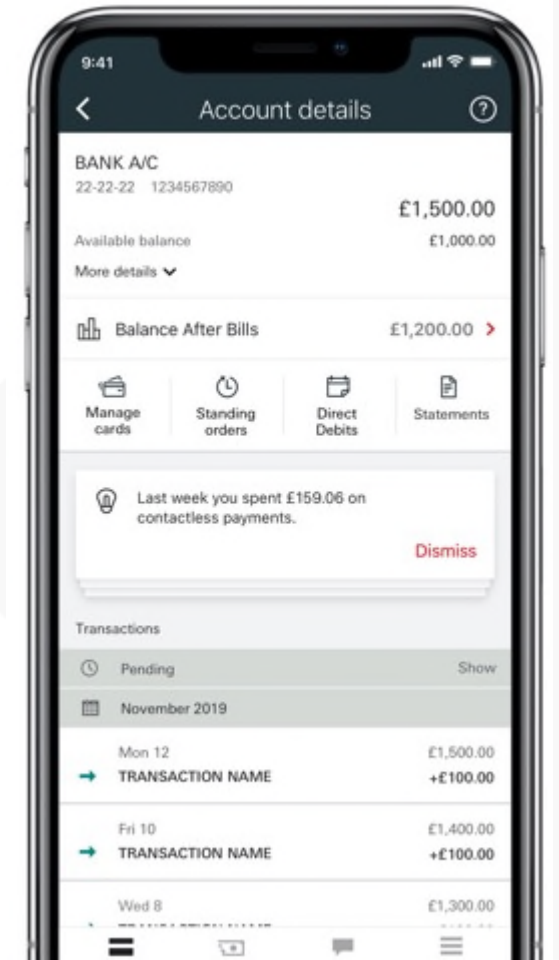 9:41
Account details
?
BANK A/C
22-22-22 1234567890
£1,500.00
Available balance £1,000.00
More details
Balance After Bills £1,200.00
Manage cards
Standing orders
Direct Debits
Statements
Last week you spent £159.06 on
contactless payments.
Dismiss
Transactions
Pending Show
November 2019
Mon 12 £1,500.00
TRANSACTION NAME +£100.00
Fri 10 £1,400.00
TRANSACTION NAME +£100.00
Wed 8 £1,300.00